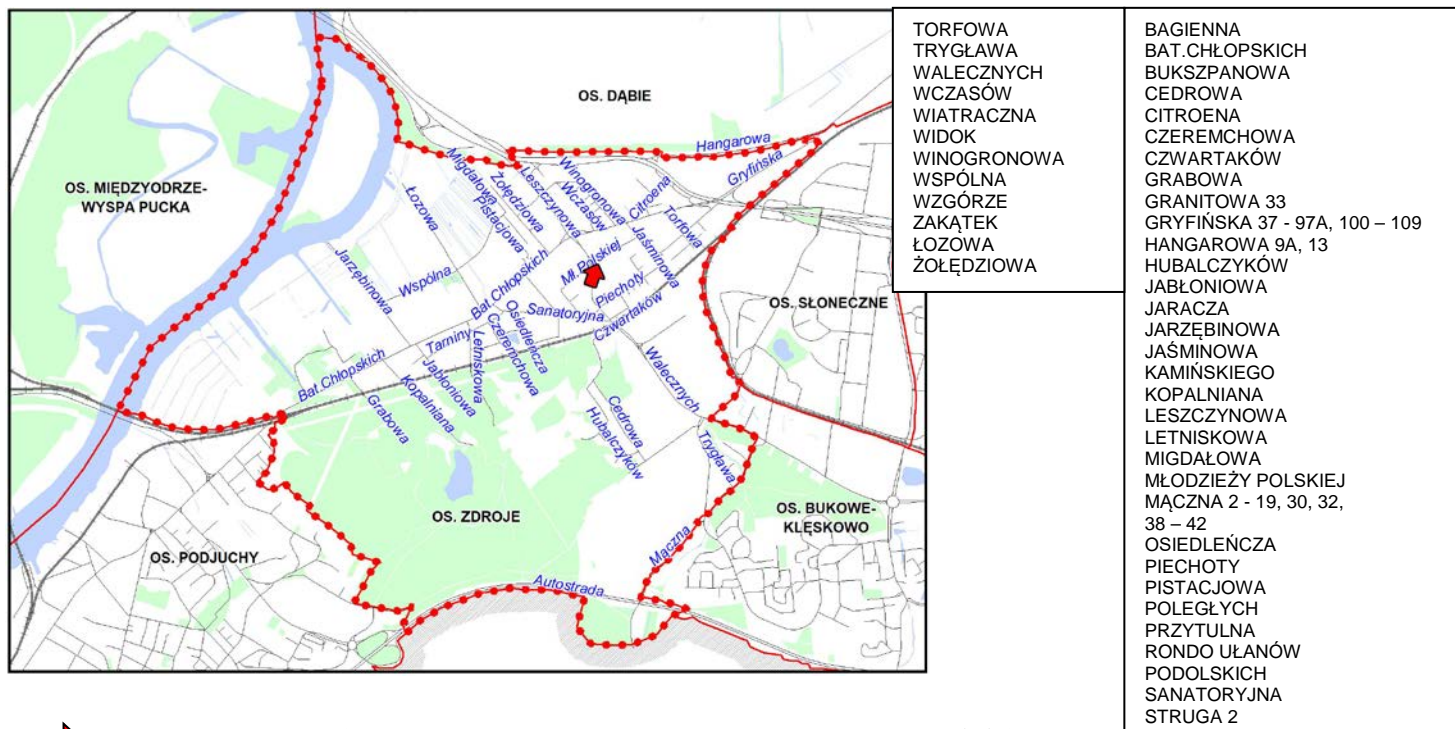 OS. DĄBIE
Hangarowa
Gryfińska
OS. MIĘDZYODRZE-
WYSPA PUCKA
Migdałowa
Żołędziowa
Leszczynowa
Winogronowa
Wczasów
Citroena
Torfowa
Pistacjowa
Łozowa
Jaśminowa
Jarzębinowa
Wspólna
Bat.Chłopskich
Mł.Polskiej
Piechoty
Sanatoryjna
Czwartaków
OS. SŁONECZNE
Osiedleńcza
Czeremchowa
Tarniny
Letniskowa
Bat.Chłopskich
Jabłoniowa
Kopalniana
Grabowa
Walecznych
Cedrowa
Hubalczyków
Trygława
OS. ZDROJE
OS. BUKOWE-
KLĘSKOWO
OS. PODJUCHY
Mączna
Autostrada
TORFOWA
TRYGŁAWA
WALECZNYCH
WCZASÓW
WIATRACZNA
WIDOK
WINOGRONOWA
WSPÓLNA
WZGÓRZE
ZAKĄTEK
ŁOZOWA
ŻOŁĘDZIOWA
BAGIENNA
BAT.CHŁOPSKICH
BUKSZPANOWA
CEDROWA
CITROENA
CZEREMCHOWA
CZWARTAKÓW
GRABOWA
GRANITOWA 33
GRYFIŃSKA 37 - 97A, 100 – 109
HANGAROWA 9A, 13
HUBALCZYKÓW
JABŁONIOWA
JARACZA
JARZĘBINOWA
JAŚMINOWA
KAMIŃSKIEGO
KOPALNIANA
LESZCZYNOWA
LETNISKOWA
MIGDAŁOWA
MŁODZIEŻY POLSKIEJ
MĄCZNA 2 - 19, 30, 32,
38 – 42
OSIEDLEŃCZA
PIECHOTY
PISTACJOWA
POLEGŁYCH
PRZYTULNA
RONDO UŁANÓW
PODOLSKICH
SANATORYJNA
STRUGA 2